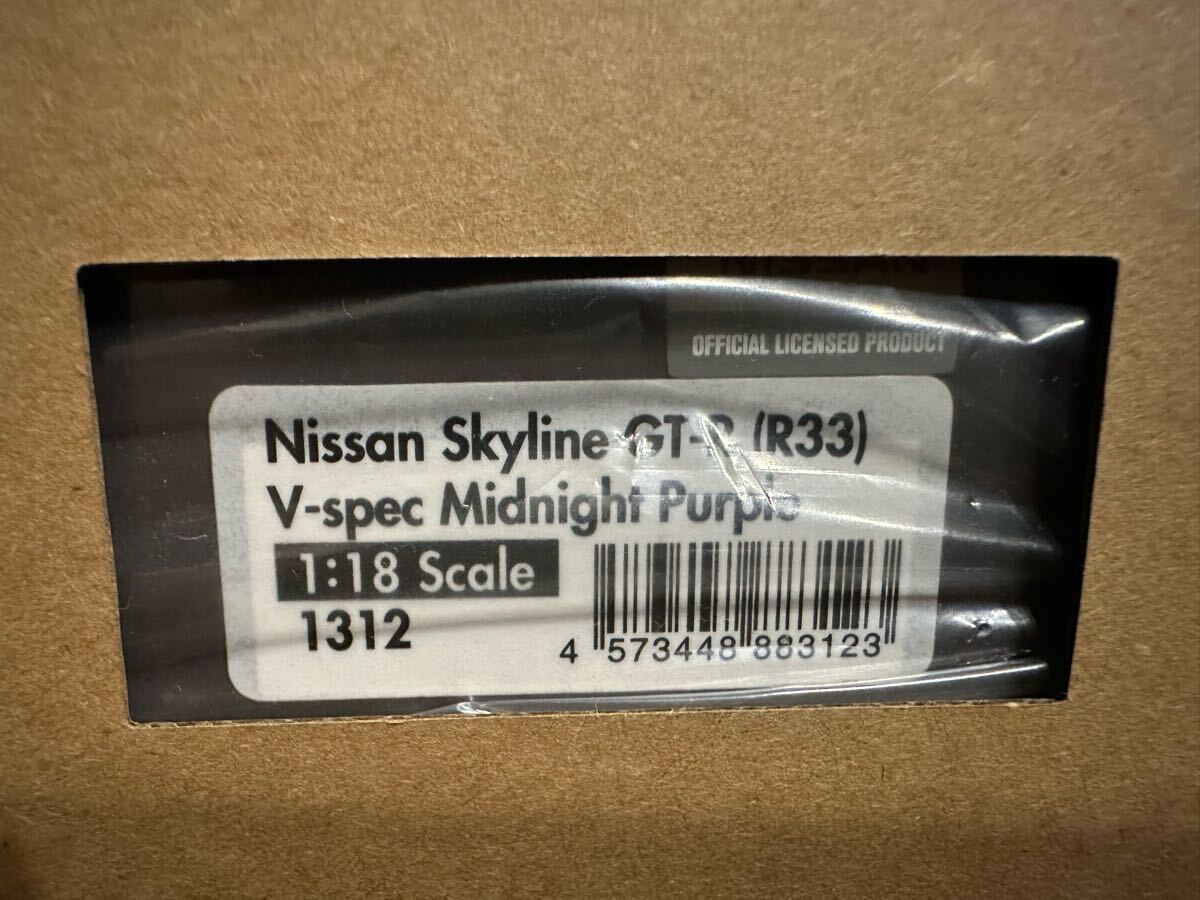 OFFICIAL LICENSED PRODUCT
Nissan Skyline GT-R (R33)
V-spec Midnight Purple
1:18 Scale
1312
4 573448 883123